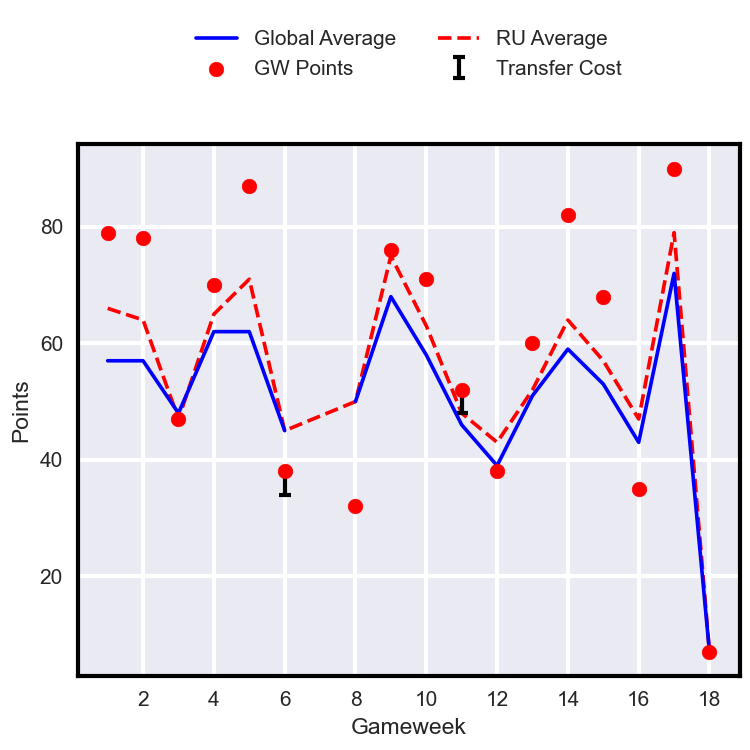 Global Average
RU Average
GW Points
Transfer Cost
80
60
40
20
Points
2 4 6 8 10 12 14 16 18
Gameweek